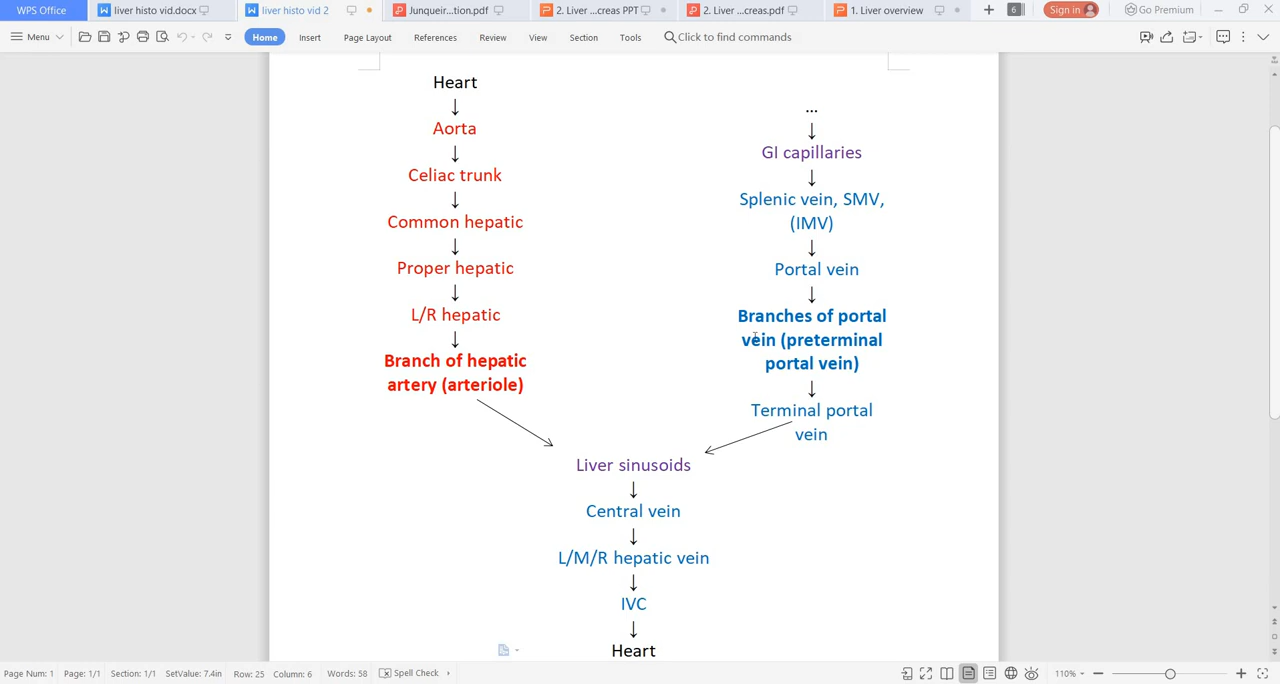 WPS Office
liver histo vid.docx
liver histo vid 2
Junqueir...tion.pdf
2. Liver ...creas PPT
2. Liver ...creas.pdf
1. Liver overview
6
Sign in
Go Premium
Menu
Home
Insert
Page Layout
References
Review
View
Section
Tools
Click to find commands
Heart
↓
Aorta
↓
Celiac trunk
↓
Common hepatic
↓
Proper hepatic
↓
L/R hepatic
↓
Branch of hepatic
artery (arteriole)
...
↓
GI capillaries
↓
Splenic vein, SMV,
(IMV)
↓
Portal vein
↓
Branches of portal
vein (preterminal
portal vein)
↓
Terminal portal
vein
Liver sinusoids
↓
Central vein
↓
L/M/R hepatic vein
↓
IVC
↓
Heart
Page Num: 1
Page: 1/1
Section: 1/1
SetValue: 7.4in
Row: 25
Column: 6
Words: 58
Spell Check
110%